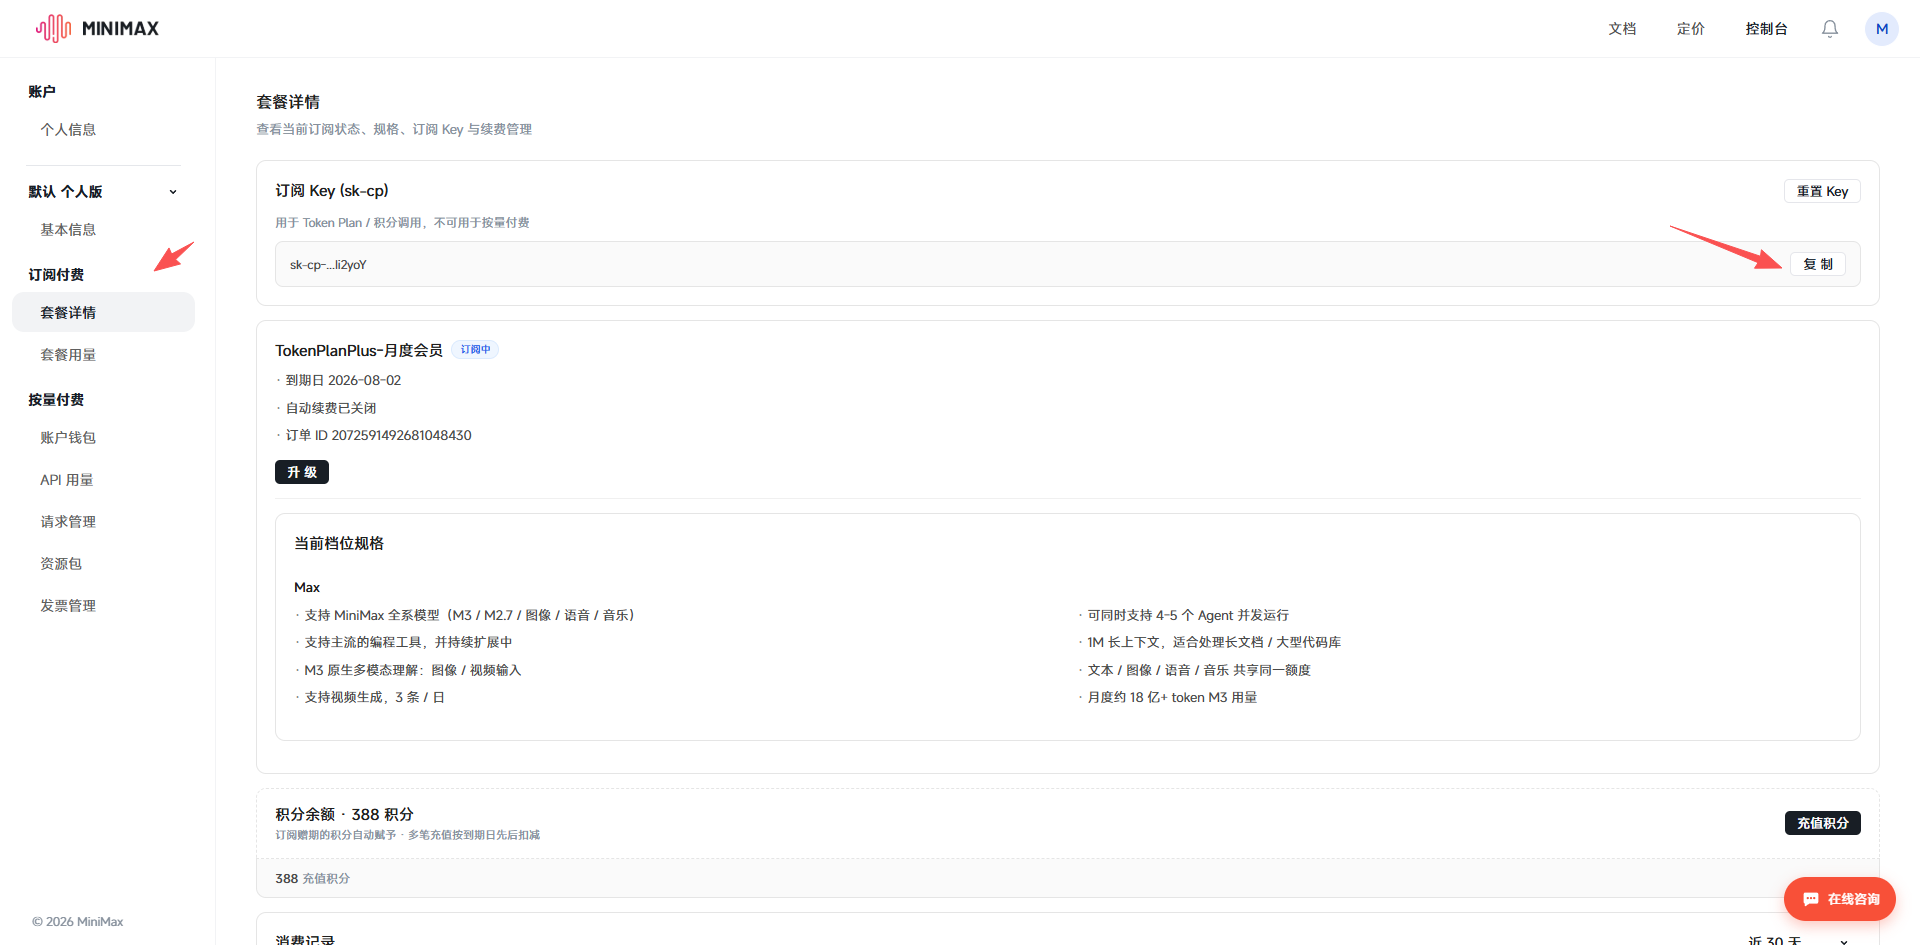 MINIMAX
文档
定价
控制台
M
账户
个人信息
默认 个人版
基本信息
订阅付费
套餐详情
套餐用量
按量付费
账户钱包
API 用量
请求管理
资源包
发票管理
© 2026 MiniMax
套餐详情
查看当前订阅状态、规格、订阅 Key 与续费管理
订阅 Key (sk-cp)
重置 Key
用于 Token Plan / 积分调用，不可用于按量付费
sk-cp-...li2yoY
复 制
TokenPlanPlus-月度会员 订阅中
· 到期日 2026-08-02
· 自动续费已关闭
· 订单 ID 2072591492681048430
升 级
当前档位规格
Max
· 支持 MiniMax 全系模型（M3 / M2.7 / 图像 / 语音 / 音乐）
· 支持主流的编程工具，并持续扩展中
· M3 原生多模态理解：图像 / 视频输入
· 支持视频生成，3 条 / 日
· 可同时支持 4-5 个 Agent 并发运行
· 1M 长上下文，适合处理长文档 / 大型代码库
· 文本 / 图像 / 语音 / 音乐 共享同一额度
· 月度约 18 亿+ token M3 用量
积分余额 · 388 积分
订阅赠期的积分自动赋予 · 多笔充值按到期日先后扣减
充值积分
388 充值积分
在线咨询
消费记录
近 30 天